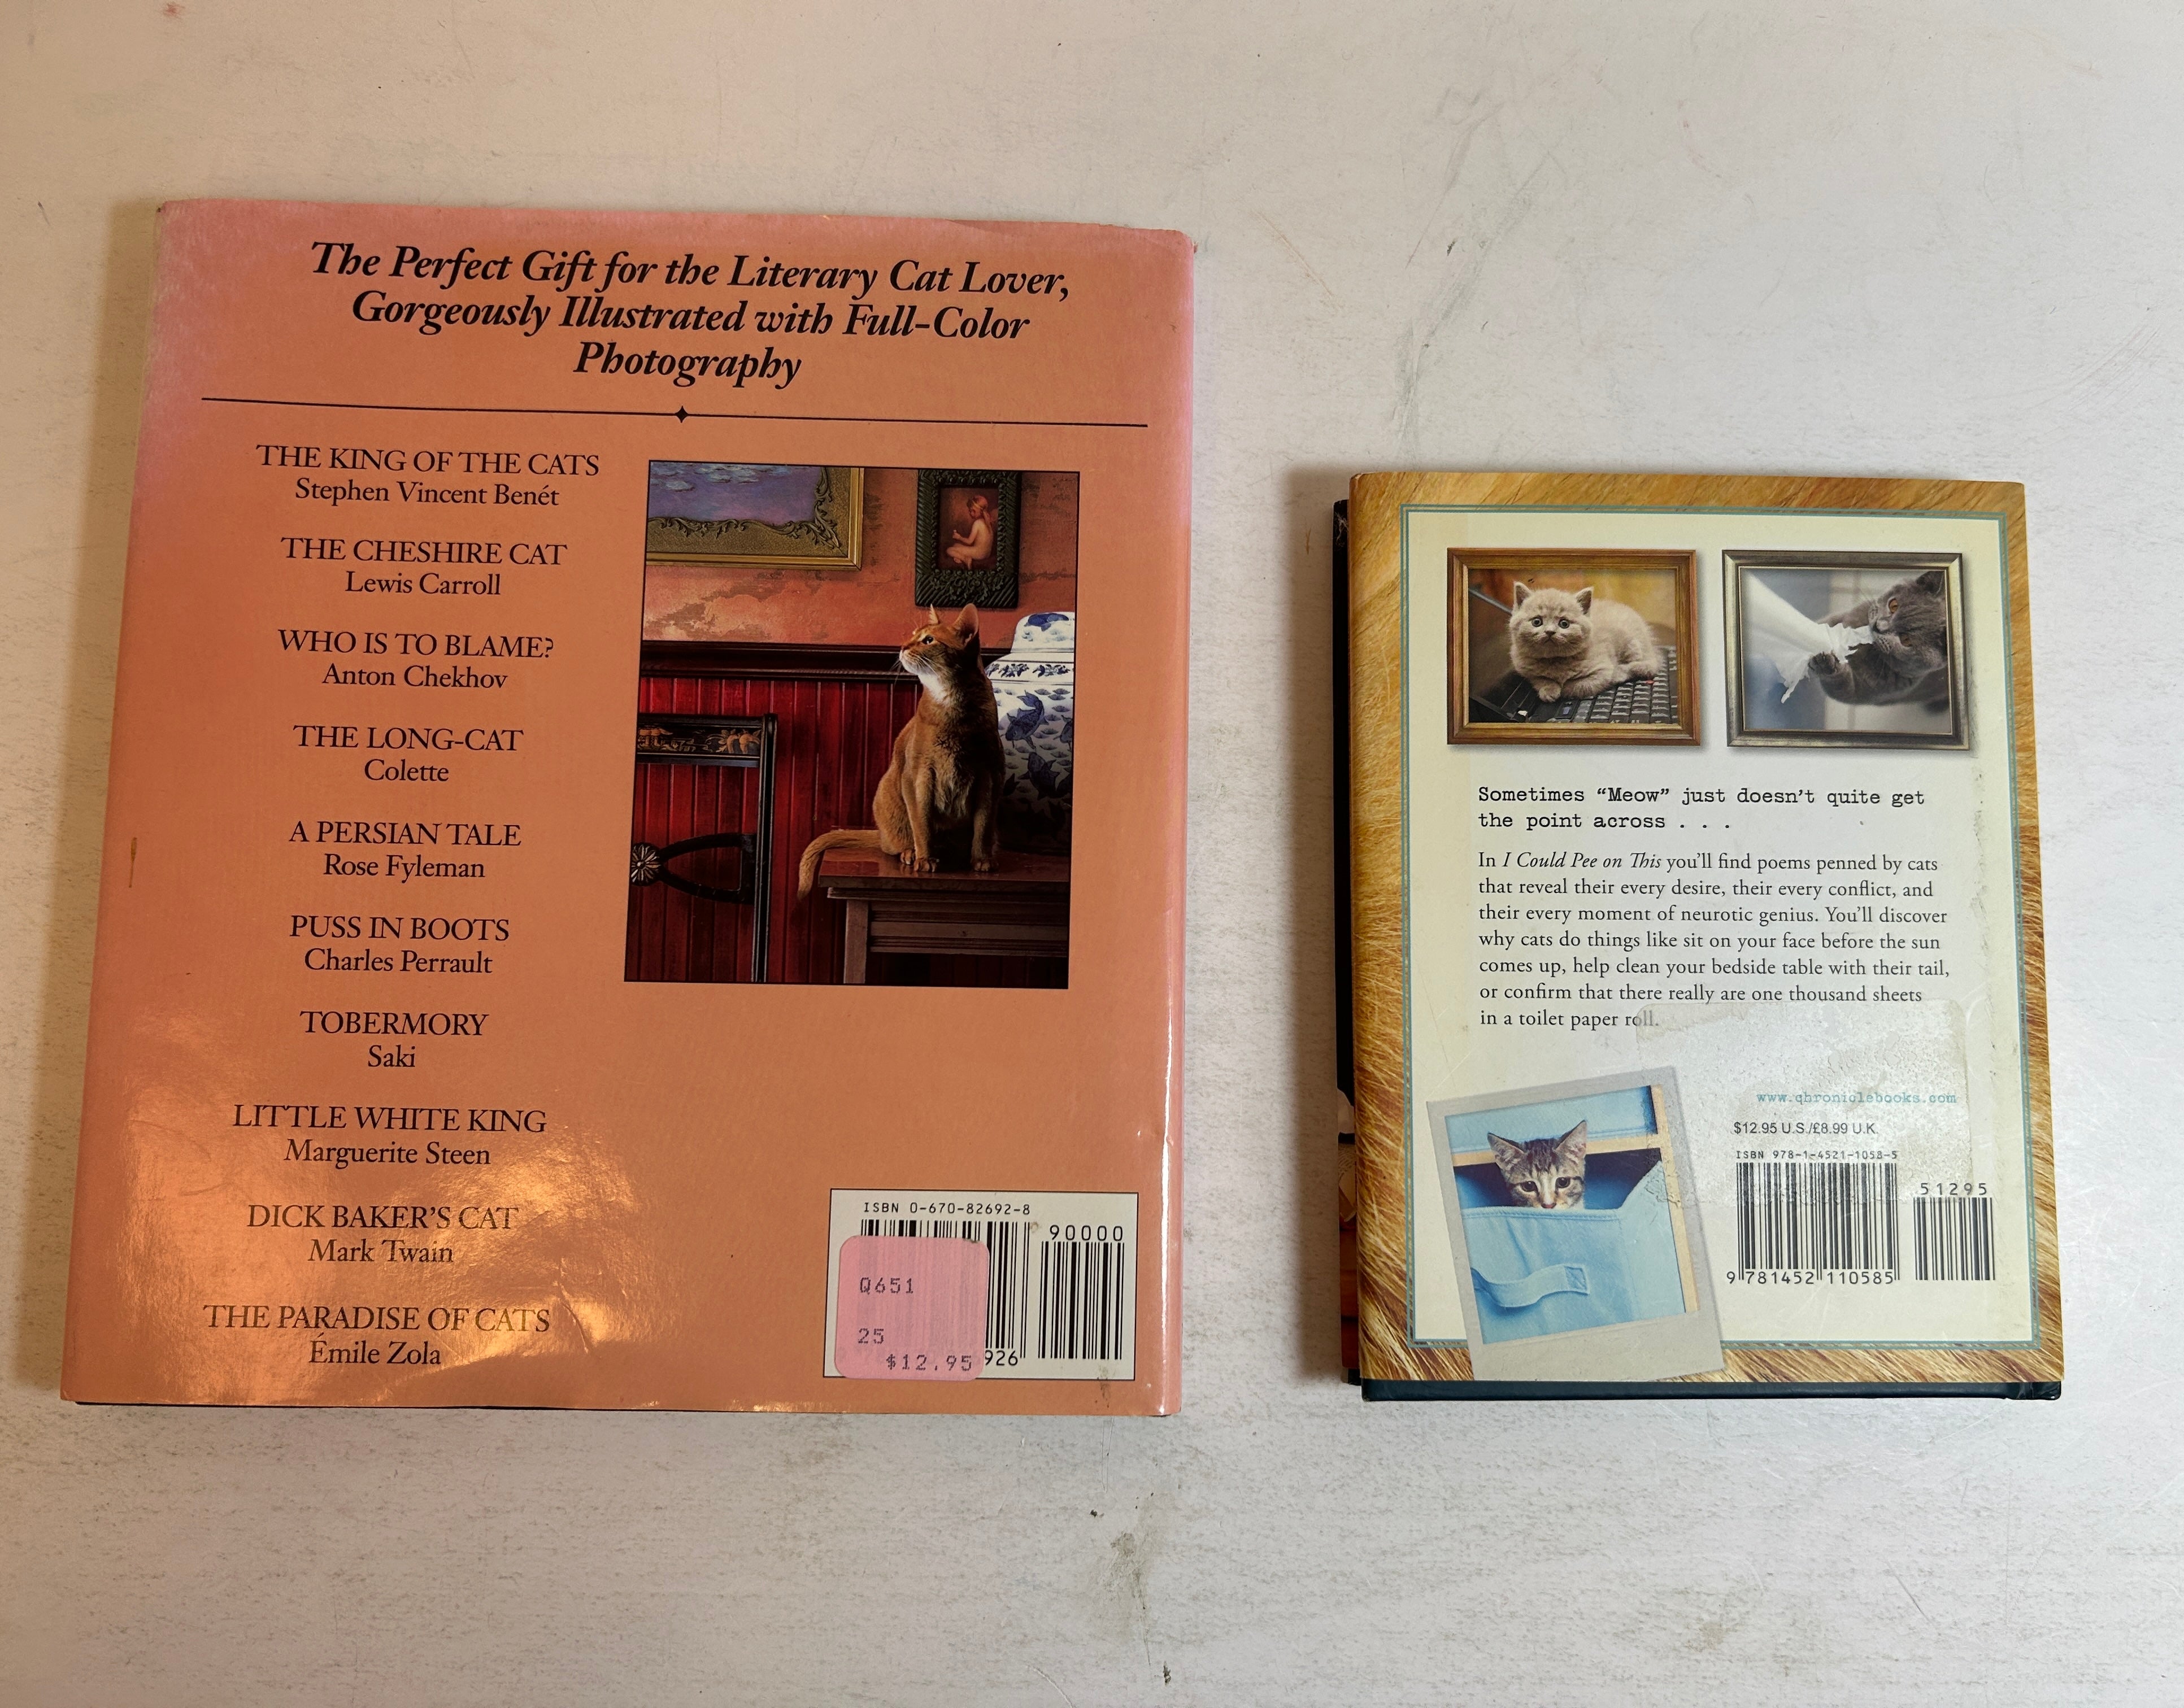 The Perfect Gift for the Literary Cat Lover,
Gorgeously Illustrated with Full-Color
Photography
THE KING OF THE CATS
Stephen Vincent Benét
THE CHESHIRE CAT
Lewis Carroll
WHO IS TO BLAME?
Anton Chekhov
THE LONG-CAT
Colette
A PERSIAN TALE
Rose Fyleman
PUSS IN BOOTS
Charles Perrault
TOBERMORY
Saki
LITTLE WHITE KING
Marguerite Steen
DICK BAKER'S CAT
Mark Twain
THE PARADISE OF CATS
Émile Zola
ISBN 0-670-82692-8
90000
Q651
25
$12.95
926
Sometimes “Meow” just doesn't quite get
the point across . . .
In I Could Pee on This you'll find poems penned by cats
that reveal their every desire, their every conflict, and
their every moment of neurotic genius. You'll discover
why cats do things like sit on your face before the sun
comes up, help clean your bedside table with their tail,
or confirm that there really are one thousand sheets
in a toilet paper roll.
www.chroniclebooks.com
$12.95 U.S./£8.99 U.K.
ISBN 978-1-4521-1058-5
51295
9 781452 110585